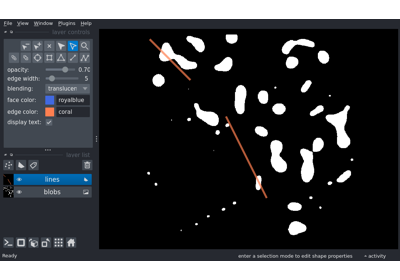 File View Window Plugins Help
layer controls
opacity: 0.70
edge width: 5
blending: translucen
face color: royalblue
edge color: coral
display text:
layer list
lines
blobs
Ready enter a selection mode to edit shape properties activity